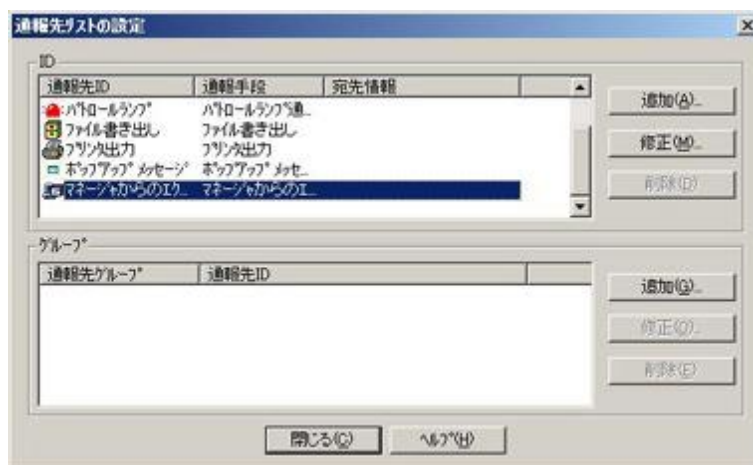 通報先リストの設定
ID
通報先ID 通報手段 宛先情報
パトロールランプ パトロールランプ通...
ファイル書き出し ファイル書き出し
プリンタ出力 プリンタ出力
ポップアップ メッセージ ポップアップ メッセ...
マネージャからのエク... マネージャからのエ...
追加(A)...
修正(M)...
削除(D)
グループ
通報先グループ 通報先ID
追加(G)...
修正(O)...
削除(E)
閉じる(C) ヘルプ(H)